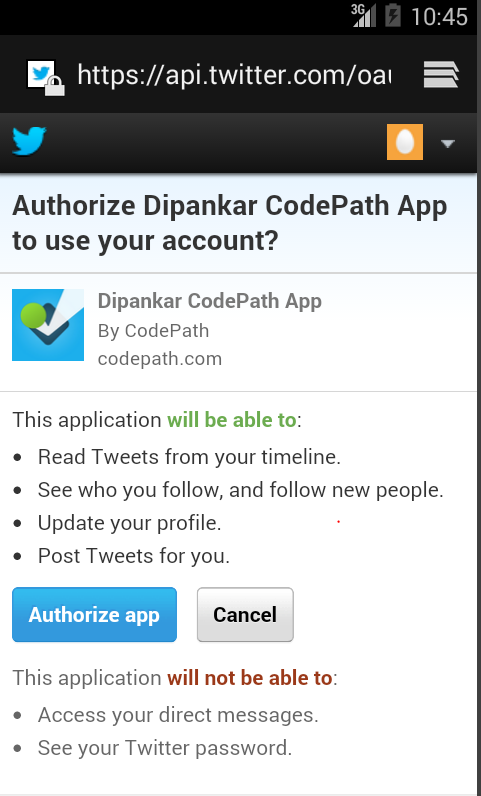 3G 10:45
https://api.twitter.com/oau
Authorize Dipankar CodePath App
to use your account?
Dipankar CodePath App
By CodePath
codepath.com
This application will be able to:
• Read Tweets from your timeline.
• See who you follow, and follow new people.
• Update your profile.
• Post Tweets for you.
Authorize app Cancel
This application will not be able to:
• Access your direct messages.
• See your Twitter password.